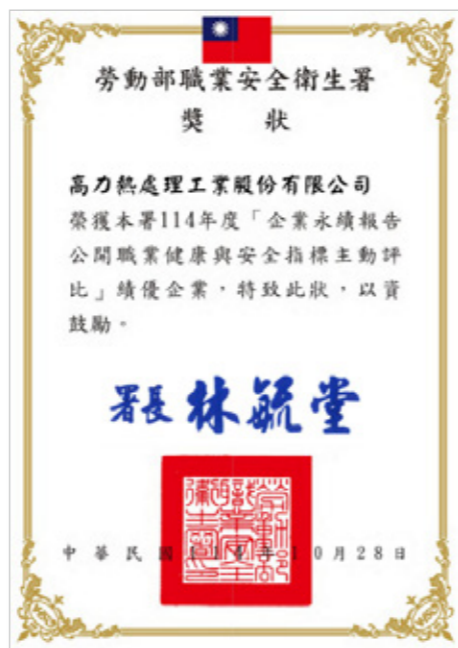 勞動部職業安全衛生署
獎 狀
高力熱處理工業股份有限公司
榮獲本署114年度「企業永續報告
公開職業健康與安全指標主動評
比」績優企業，特致此狀，以資
鼓勵。
署長 林毓堂
中華民國114年10月28日